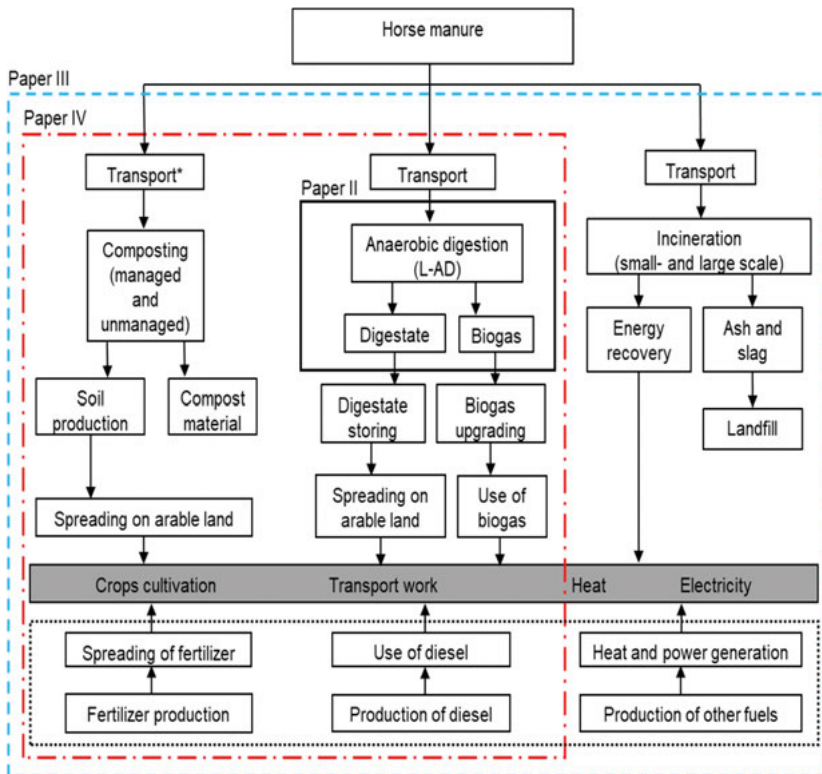 Horse manure
Paper III
Paper IV
Transport*
Transport
Transport
Paper II
Composting
(managed
and
unmanaged)
Anaerobic digestion
(L-AD)
Incineration
(small- and large scale)
Digestate
Biogas
Energy
recovery
Ash and
slag
Soil
production
Compost
material
Digestate
storing
Biogas
upgrading
Landfill
Spreading on arable land
Spreading on
arable land
Use of
biogas
Crops cultivation
Transport work
Heat
Electricity
Spreading of fertilizer
Use of diesel
Heat and power generation
Fertilizer production
Production of diesel
Production of other fuels